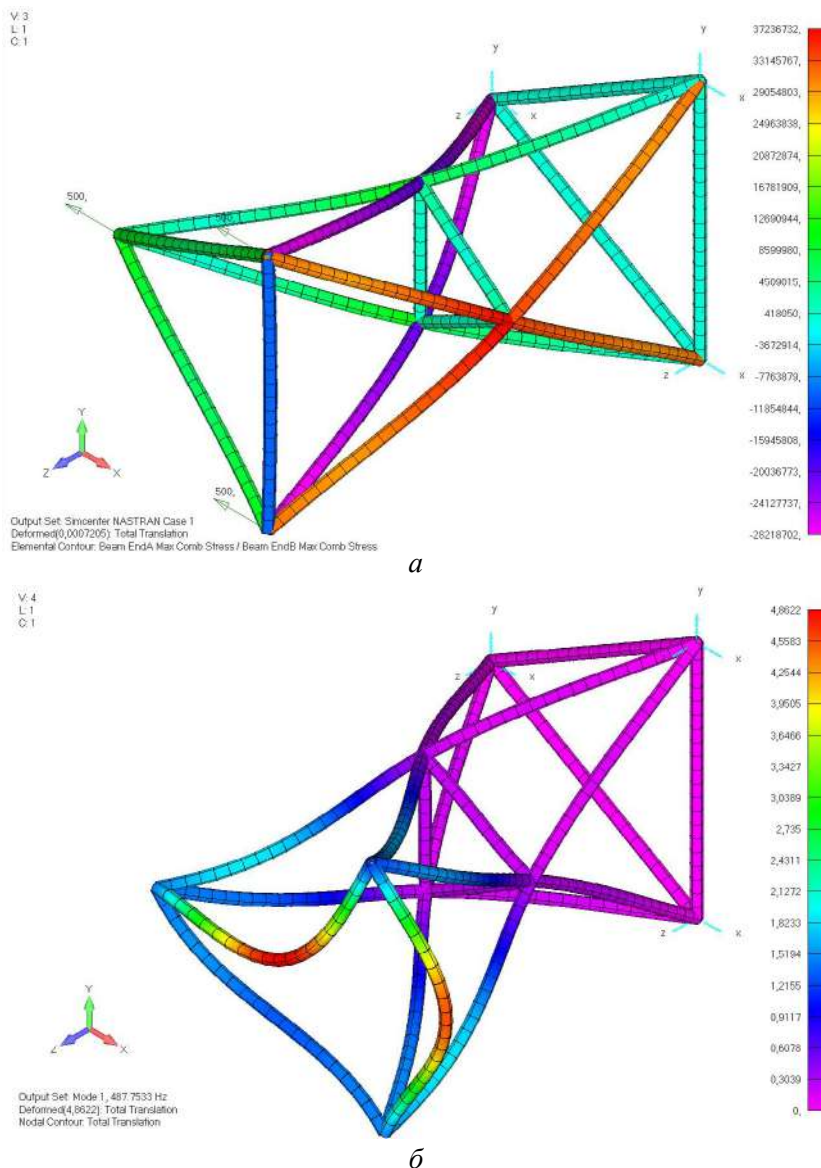 V: 3
L: 1
C: 1
y
y
z
x
x
z
x
500,
500,
500,
Y
Z
X
37236732,
33145767,
29054803,
24963838,
20872874,
16781909,
12690944
8599980,
4509015,
418050,
-3672914,
-7763879,
-11854844,
-15945808,
-20036773,
-24127737,
-28218702,
Output Set: Simcenter NASTRAN Case 1
Deformed(0,0007205): Total Translation
Elemental Contour: Beam EndA Max Comb Stress / Beam EndB Max Comb Stress
а
V: 4
L: 1
C: 1
y
y
z
x
x
z
x
Y
Z
X
4,8622
4,5583
4,2544
3,9505
3,6466
3,3427
3,0389
2,735
2,4311
2,1272
1,8233
1,5194
1,2155
0,9117
0,6078
0,3039
0,
Output Set: Mode 1, 487.7533 Hz
Deformed(4,8622): Total Translation
Nodal Contour: Total Translation
б